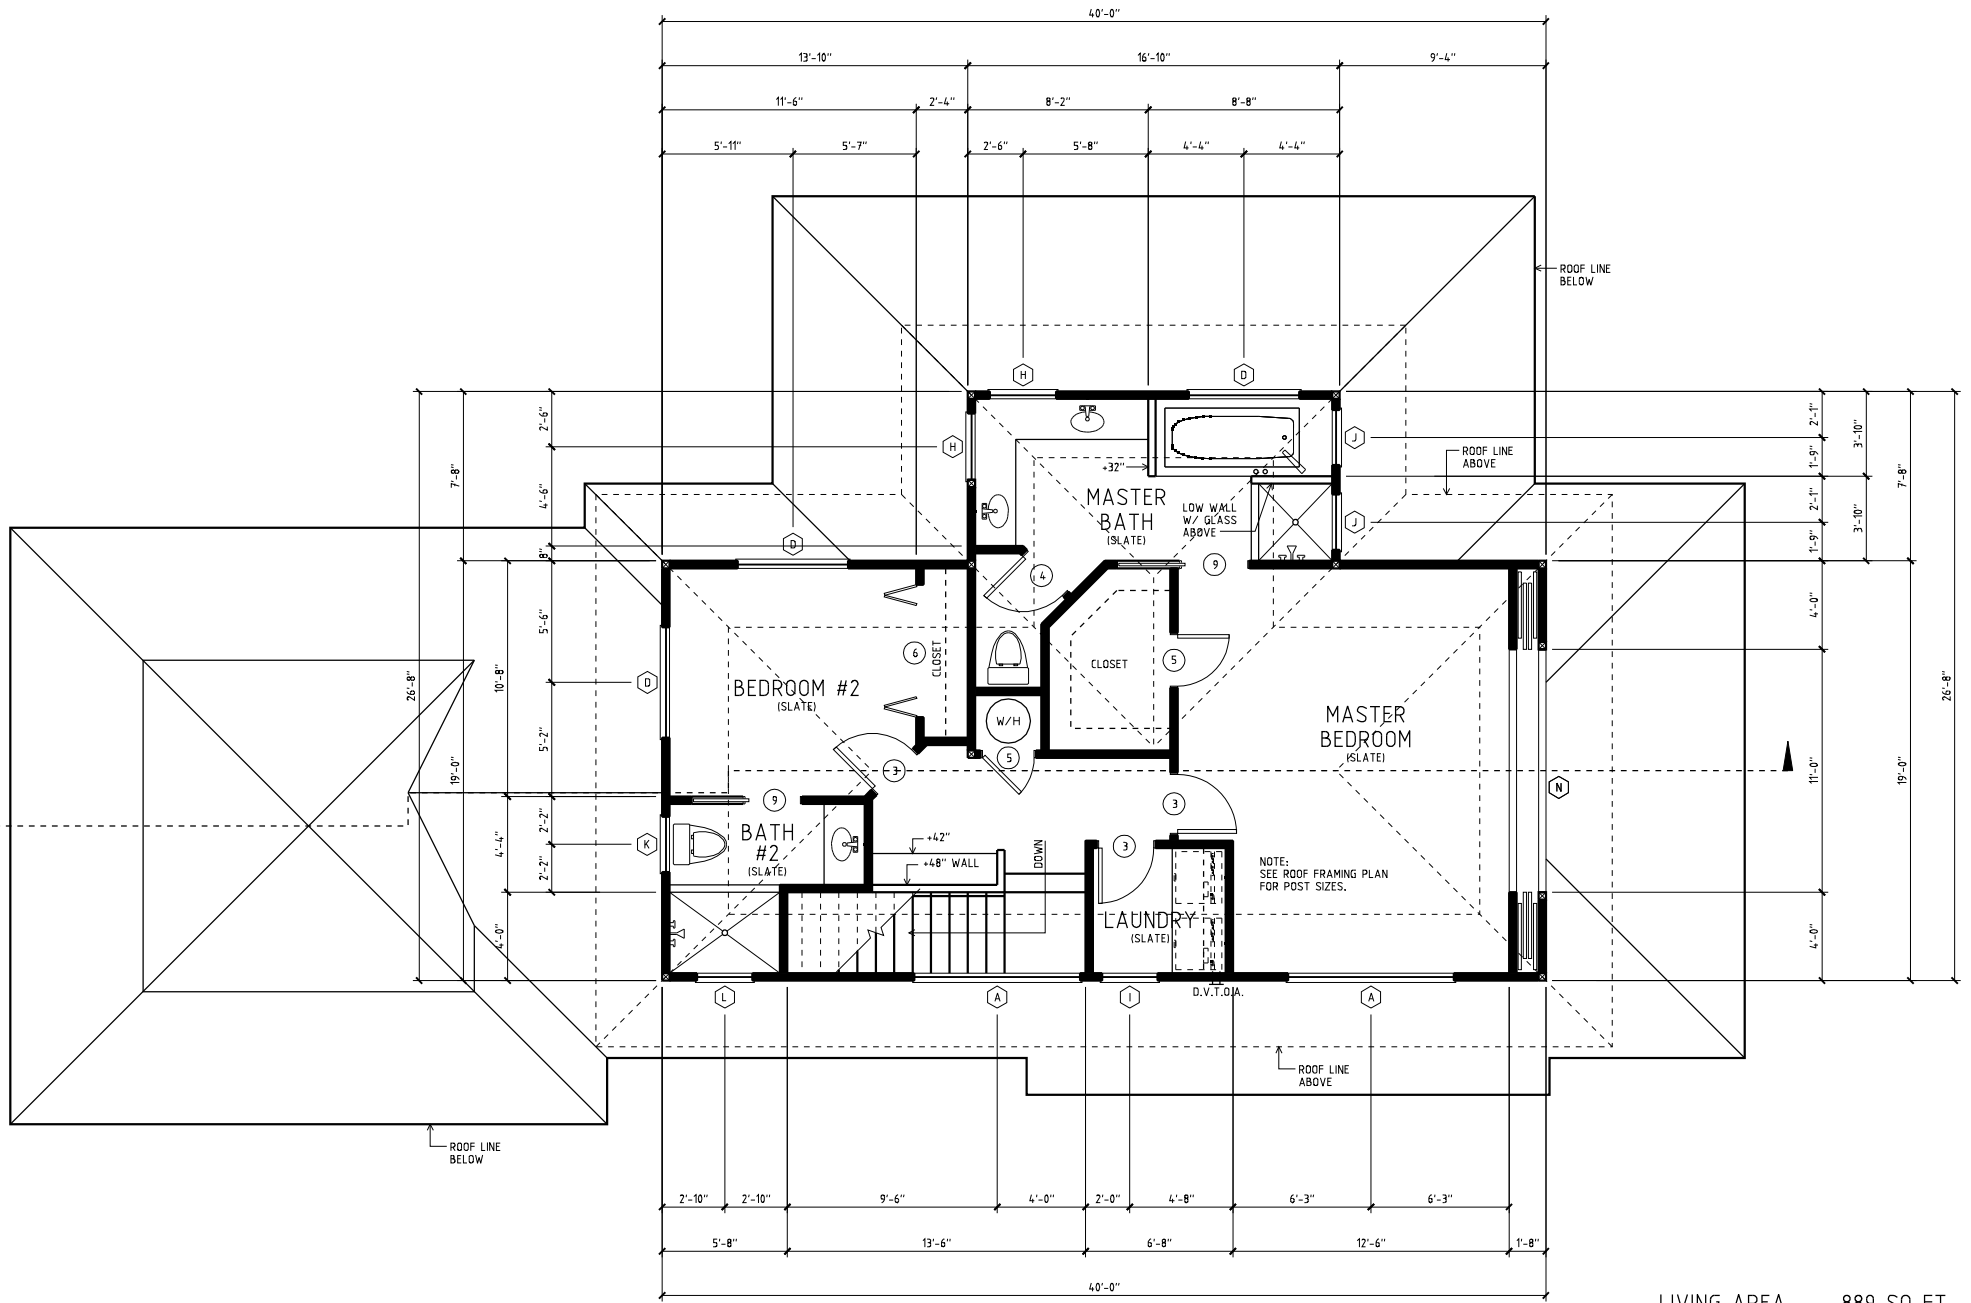 40'-0"
13'-10"
16'-10"
9'-4"
11'-6"
2'-4"
8'-2"
8'-8"
5'-11"
5'-7"
2'-6"
5'-8"
4'-4"
4'-4"
ROOF LINE
BELOW
H
D
2'-6"
7'-8"
4'-6"
8"
H
J
+32"
ROOF LINE
ABOVE
2'-1"
1'-9"
3'-10"
7'-8"
2'-1"
1'-9"
3'-10"
MASTER
BATH
(SLATE)
LOW WALL
W/ GLASS
ABOVE
J
D
4
9
5'-6"
10'-8"
26'-8"
19'-0"
5'-2"
D
6
CLOSET
CLOSET
5
BEDROOM #2
(SLATE)
W/H
5
3
MASTER
BEDROOM
(SLATE)
4'-0"
11'-0"
19'-0"
26'-8"
4'-0"
N
9
3
3
BATH
#2
(SLATE)
K
2'-2"
2'-2"
4'-4"
4'-0"
+42"
+48" WALL
DOWN
NOTE:
SEE ROOF FRAMING PLAN
FOR POST SIZES.
LAUNDRY
(SLATE)
D.V.T.O.A.
L
A
I
A
ROOF LINE
ABOVE
ROOF LINE
BELOW
2'-10"
2'-10"
9'-6"
4'-0"
2'-0"
4'-8"
6'-3"
6'-3"
5'-8"
13'-6"
6'-8"
12'-6"
1'-8"
40'-0"
LIVING AREA 889 SQ FT